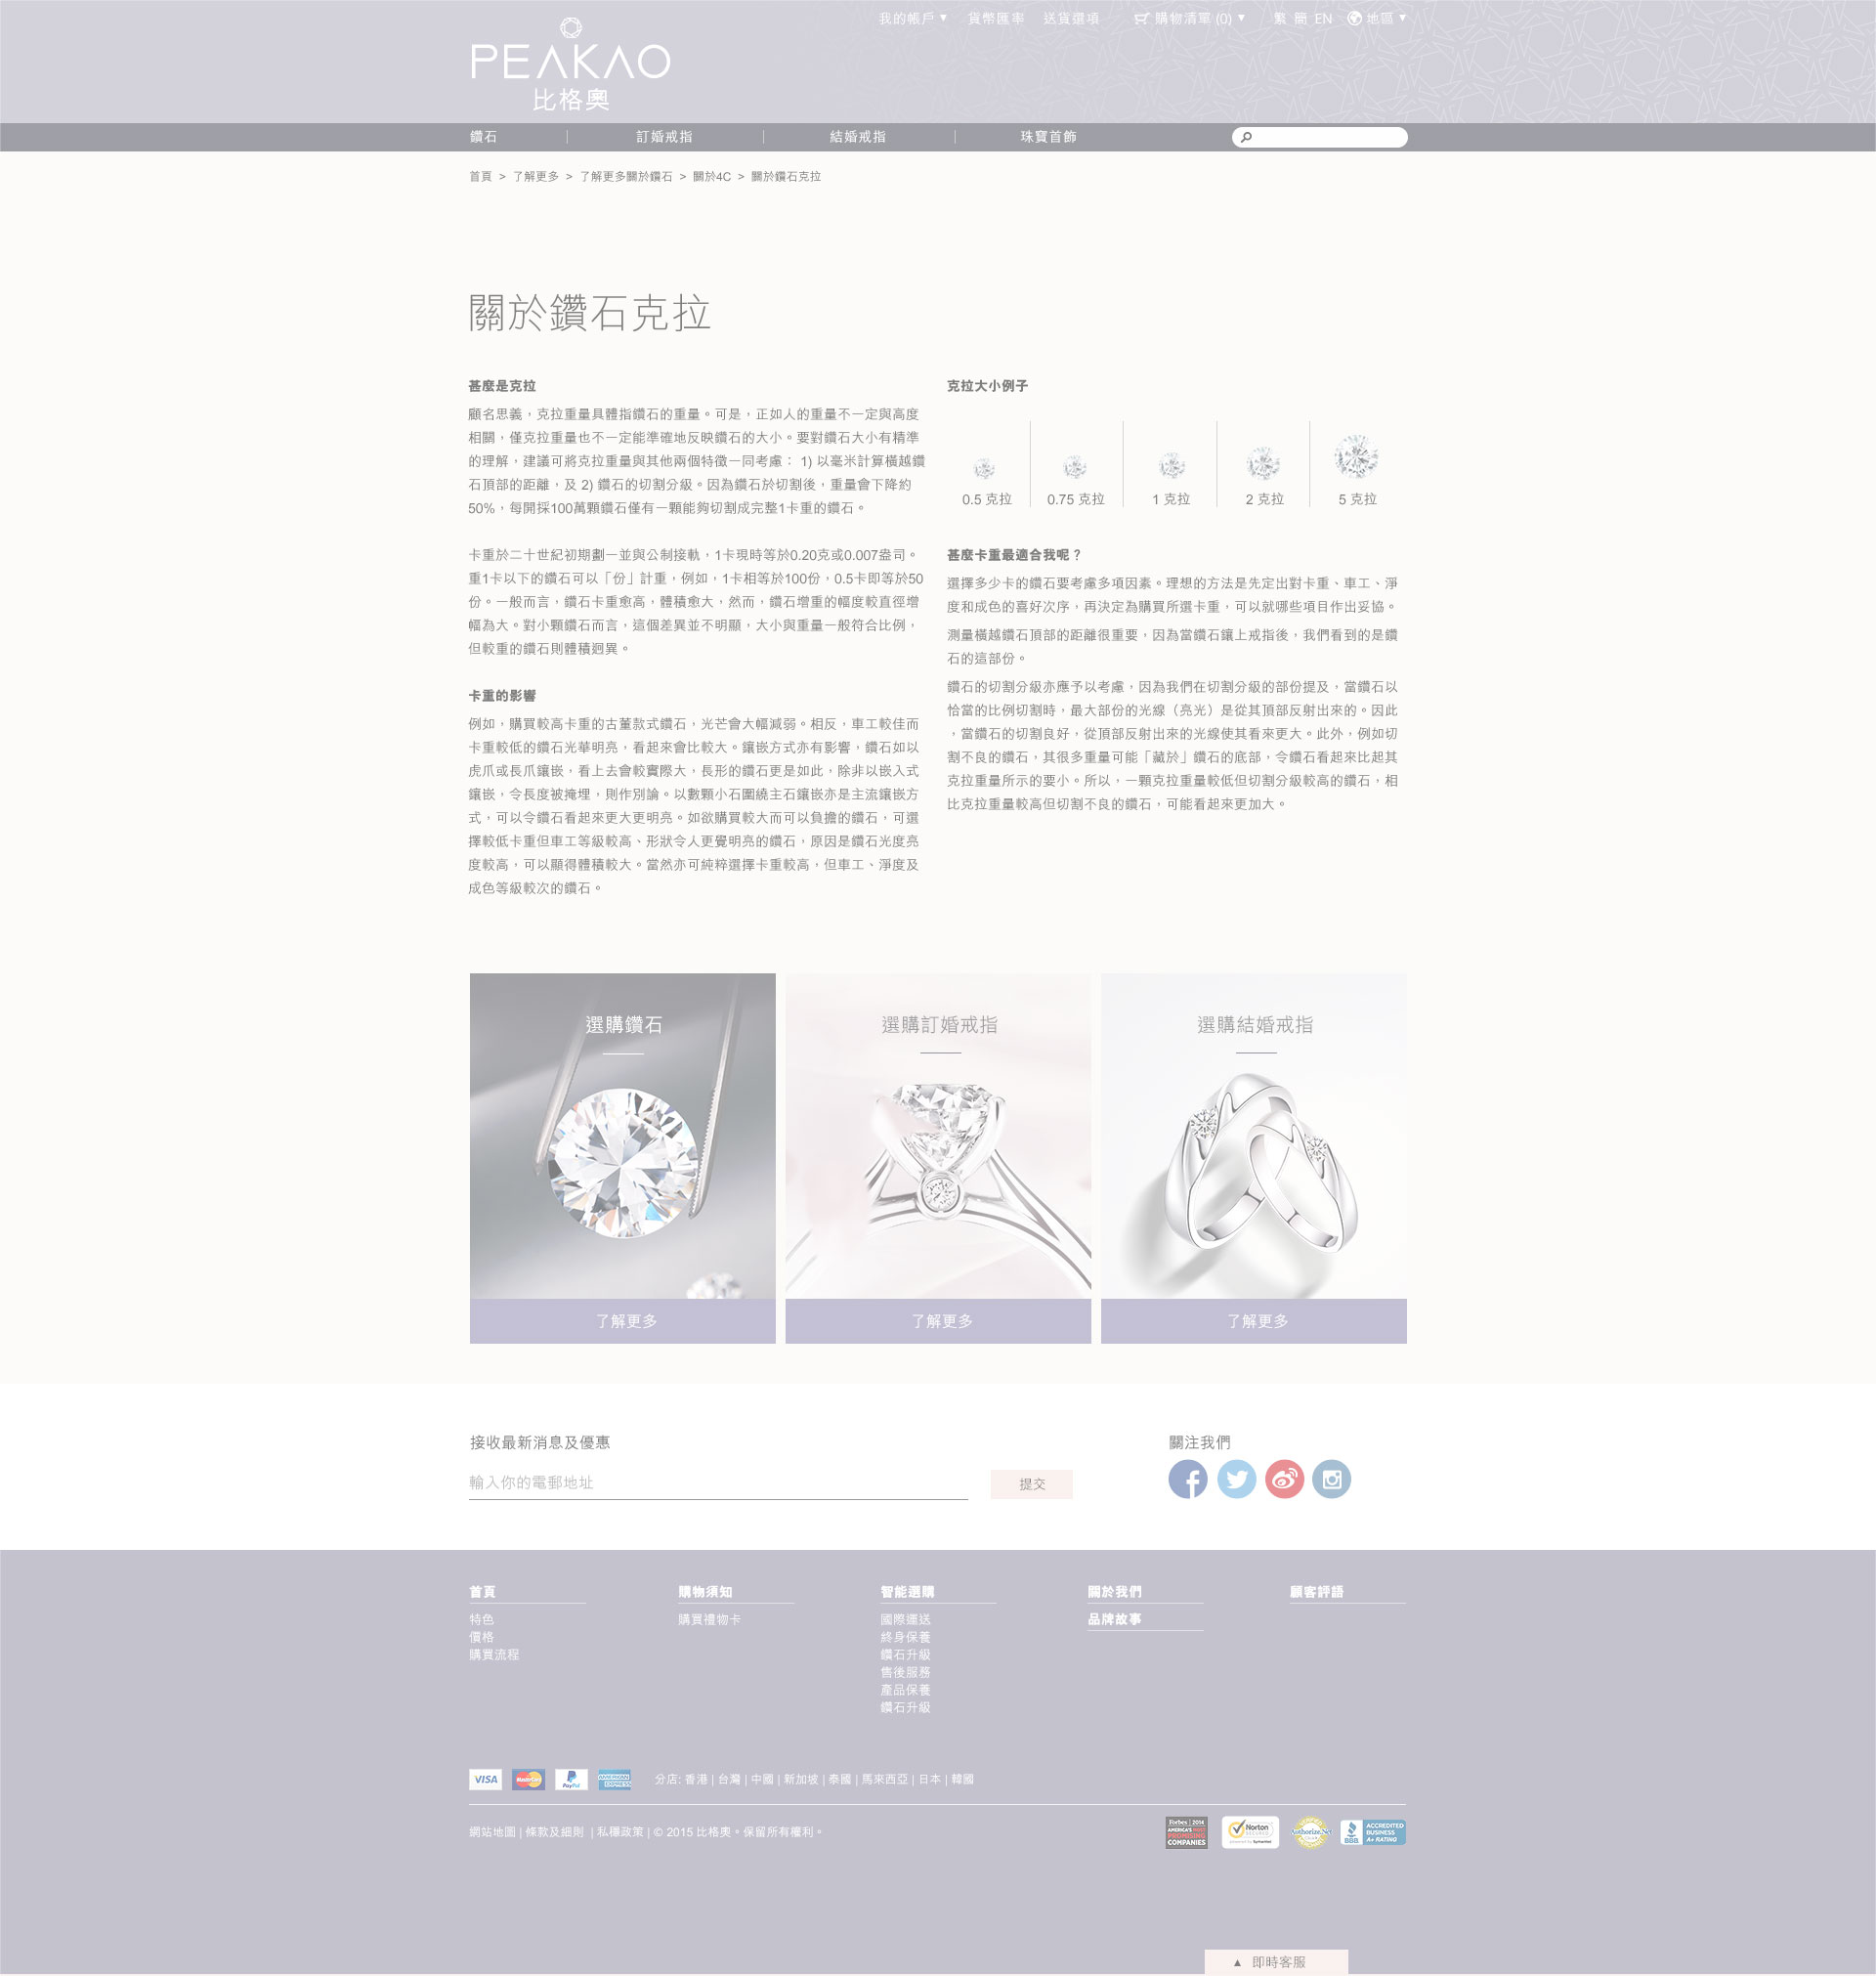 我的帳戶 ▼ 貨幣匯率 送貨選項 購物清單 (0) ▼ 繁 簡 EN 地區 ▼
PEAKAO
比格奧
鑽石 訂婚戒指 結婚戒指 珠寶首飾
首頁 > 了解更多 > 了解更多關於鑽石 > 關於4C > 關於鑽石克拉
關於鑽石克拉
甚麼是克拉
顧名思義，克拉重量具體指鑽石的重量。可是，正如人的重量不一定與高度
相關，僅克拉重量也不一定能準確地反映鑽石的大小。要對鑽石大小有精準
的理解，建議可將克拉重量與其他兩個特徵一同考慮： 1) 以毫米計算橫越鑽
石頂部的距離，及 2) 鑽石的切割分級。因為鑽石於切割後，重量會下降約
50%，每開採100萬顆鑽石僅有一顆能夠切割成完整1卡重的鑽石。
卡重於二十世紀初期劃一並與公制接軌，1卡現時等於0.20克或0.007盎司。
重1卡以下的鑽石可以「份」計重，例如，1卡相等於100份，0.5卡即等於50
份。一般而言，鑽石卡重愈高，體積愈大，然而，鑽石增重的幅度較直徑增
幅為大。對小顆鑽石而言，這個差異並不明顯，大小與重量一般符合比例，
但較重的鑽石則體積迥異。
卡重的影響
例如，購買較高卡重的古董款式鑽石，光芒會大幅減弱。相反，車工較佳而
卡重較低的鑽石光華明亮，看起來會比較大。鑲嵌方式亦有影響，鑽石如以
虎爪或長爪鑲嵌，看上去會較實際大，長形的鑽石更是如此，除非以嵌入式
鑲嵌，令長度被掩埋，則作別論。以數顆小石圍繞主石鑲嵌亦是主流鑲嵌方
式，可以令鑽石看起來更大更明亮。如欲購買較大而可以負擔的鑽石，可選
擇較低卡重但車工等級較高、形狀令人更覺明亮的鑽石，原因是鑽石光度亮
度較高，可以顯得體積較大。當然亦可純粹選擇卡重較高，但車工、淨度及
成色等級較次的鑽石。
克拉大小例子
0.5 克拉 0.75 克拉 1 克拉 2 克拉 5 克拉
甚麼卡重最適合我呢？
選擇多少卡的鑽石要考慮多項因素。理想的方法是先定出對卡重、車工、淨
度和成色的喜好次序，再決定為購買所選卡重，可以就哪些項目作出妥協。
測量橫越鑽石頂部的距離很重要，因為當鑽石鑲上戒指後，我們看到的是鑽
石的這部份。
鑽石的切割分級亦應予以考慮，因為我們在切割分級的部份提及，當鑽石以
恰當的比例切割時，最大部份的光線（亮光）是從其頂部反射出來的。因此
，當鑽石的切割良好，從頂部反射出來的光線使其看來更大。此外，例如切
割不良的鑽石，其很多重量可能「藏於」鑽石的底部，令鑽石看起來比起其
克拉重量所示的要小。所以，一顆克拉重量較低但切割分級較高的鑽石，相
比克拉重量較高但切割不良的鑽石，可能看起來更加大。
選購鑽石 選購訂婚戒指 選購結婚戒指
了解更多 了解更多 了解更多
接收最新消息及優惠
輸入你的電郵地址 提交
關注我們
首頁
特色
價格
購買流程
購物須知
購買禮物卡
智能選購
國際運送
終身保養
鑽石升級
售後服務
產品保養
鑽石升級
關於我們
品牌故事
顧客評語
VISA MasterCard PayPal AMERICAN EXPRESS
分店: 香港 | 台灣 | 中國 | 新加坡 | 泰國 | 馬來西亞 | 日本 | 韓國
網站地圖 | 條款及細則 | 私穩政策 | © 2015 比格奧。保留所有權利。
Forbes 2014
AMERICA'S MOST
PROMISING
COMPANIES
Norton
SECURED
powered by Symantec
Authorize.Net
BBB
ACCREDITED
BUSINESS
A+ RATING
▲ 即時客服